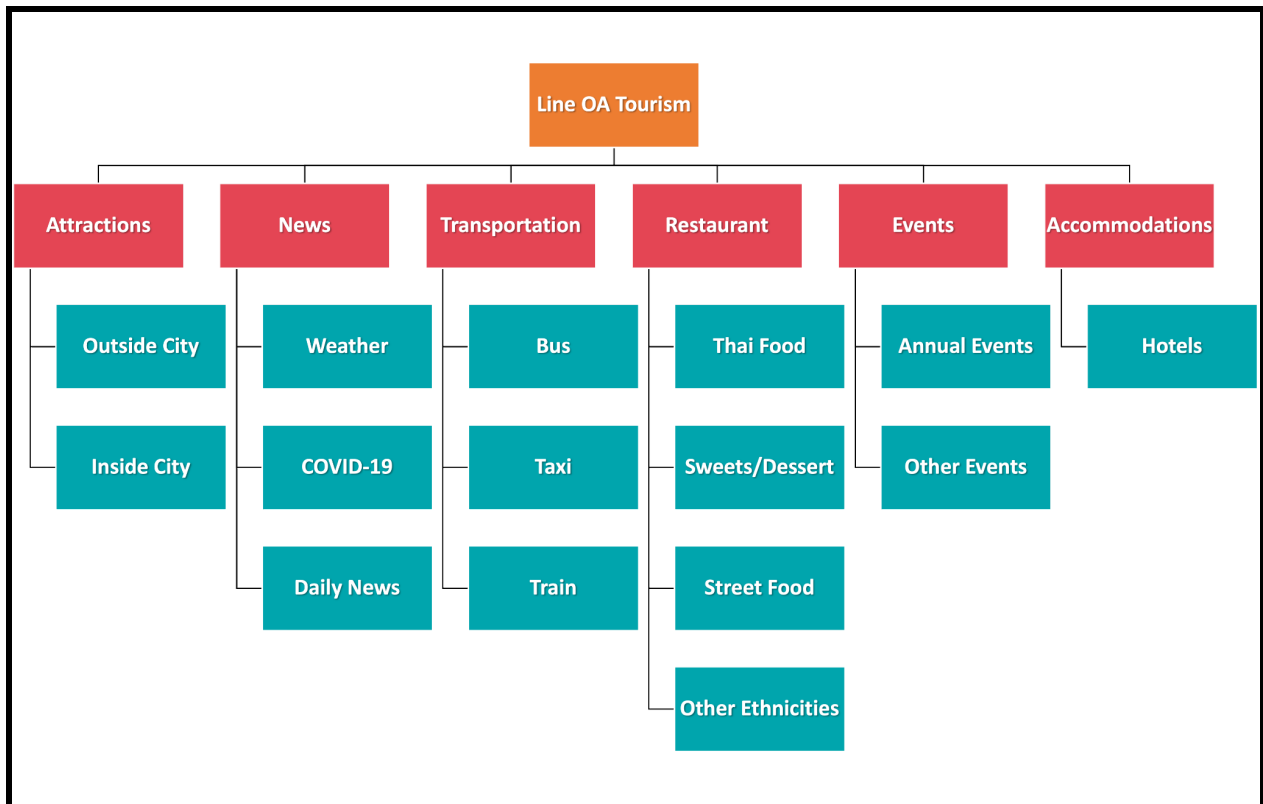 Line OA Tourism
Attractions
News
Transportation
Restaurant
Events
Accommodations
Outside City
Weather
Bus
Thai Food
Annual Events
Hotels
Inside City
COVID-19
Taxi
Sweets/Dessert
Other Events
Daily News
Train
Street Food
Other Ethnicities